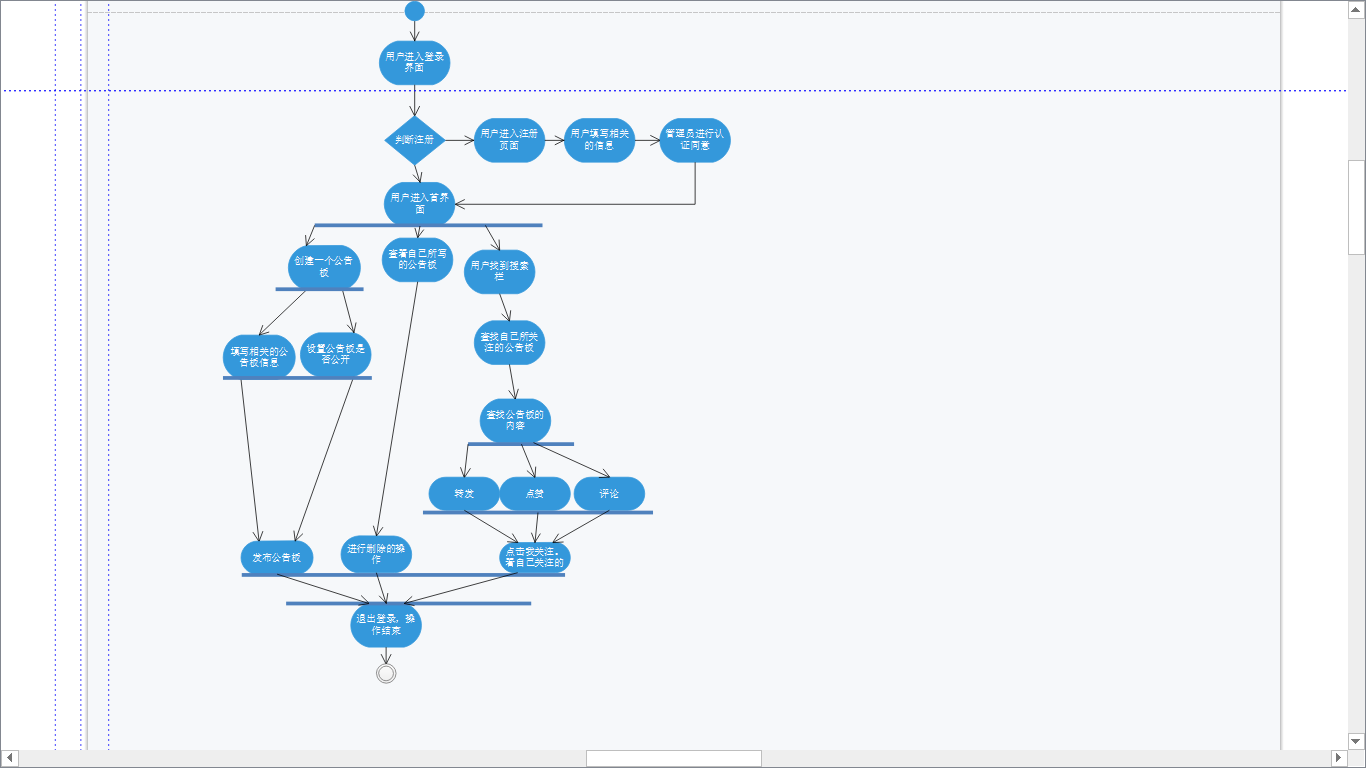 用户进入登录
界面
判断注册
用户进入注册
页面
用户填写相关
的信息
管理员进行认
证同意
用户进入首界
面
创建一个公告
板
查看自己所写
的公告板
用户找到搜索
栏
填写相关的公
告板信息
设置公告板是
否公开
查找自己所关
注的公告板
查找公告板的
内容
转发
点赞
评论
发布公告板
进行删除的操
作
点击我关注。
看自己关注的
退出登录，操
作结束